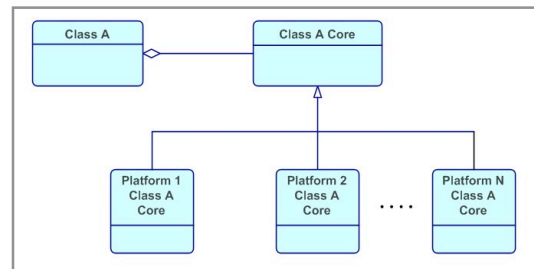 Class A
Class A Core
Platform 1
Class A
Core
Platform 2
Class A
Core
....
Platform N
Class A
Core